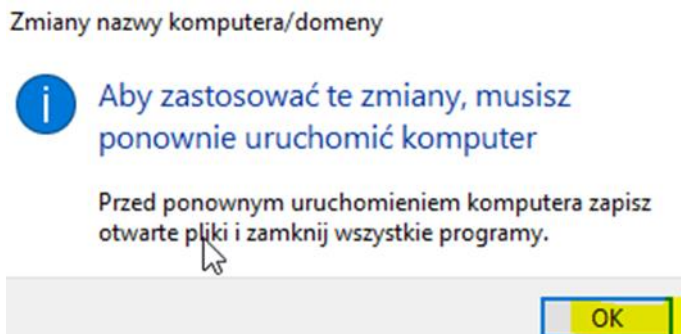 Zmiany nazwy komputera/domeny
Aby zastosować te zmiany, musisz
ponownie uruchomić komputer
Przed ponownym uruchomieniem komputera zapisz
otwarte pliki i zamknij wszystkie programy.
OK